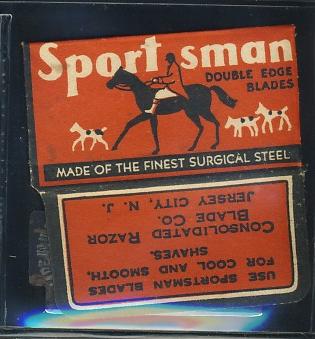 Sportsman
DOUBLE EDGE
BLADES
MADE OF THE FINEST SURGICAL STEEL
USE SPORTSMAN BLADES
FOR COOL AND SMOOTH
SHAVES.
CONSOLIDATED RAZOR
BLADE CO.
JERSEY CITY, N. J.